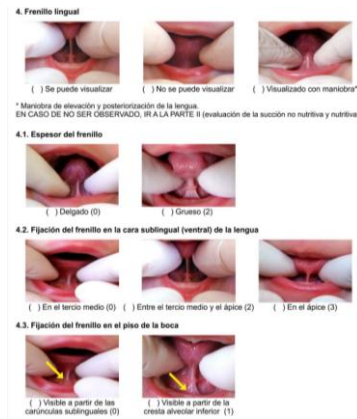 4. Frenillo lingual
( ) Se puede visualizar ( ) No se puede visualizar ( ) Visualizado con maniobra*
* Maniobra de elevación y posteriorización de la lengua.
EN CASO DE NO SER OBSERVADO, IR A LA PARTE II (evaluación de la succión no nutritiva y nutritiva
4.1. Espesor del frenillo
( ) Delgado (0) ( ) Grueso (2)
4.2. Fijación del frenillo en la cara sublingual (ventral) de la lengua
( ) En el tercio medio (0) ( ) Entre el tercio medio y el ápice (2) ( ) En el ápice (3)
4.3. Fijación del frenillo en el piso de la boca
( ) Visible a partir de las
carúnculas sublinguales (0)
( ) Visible a partir de la
cresta alveolar inferior (1)